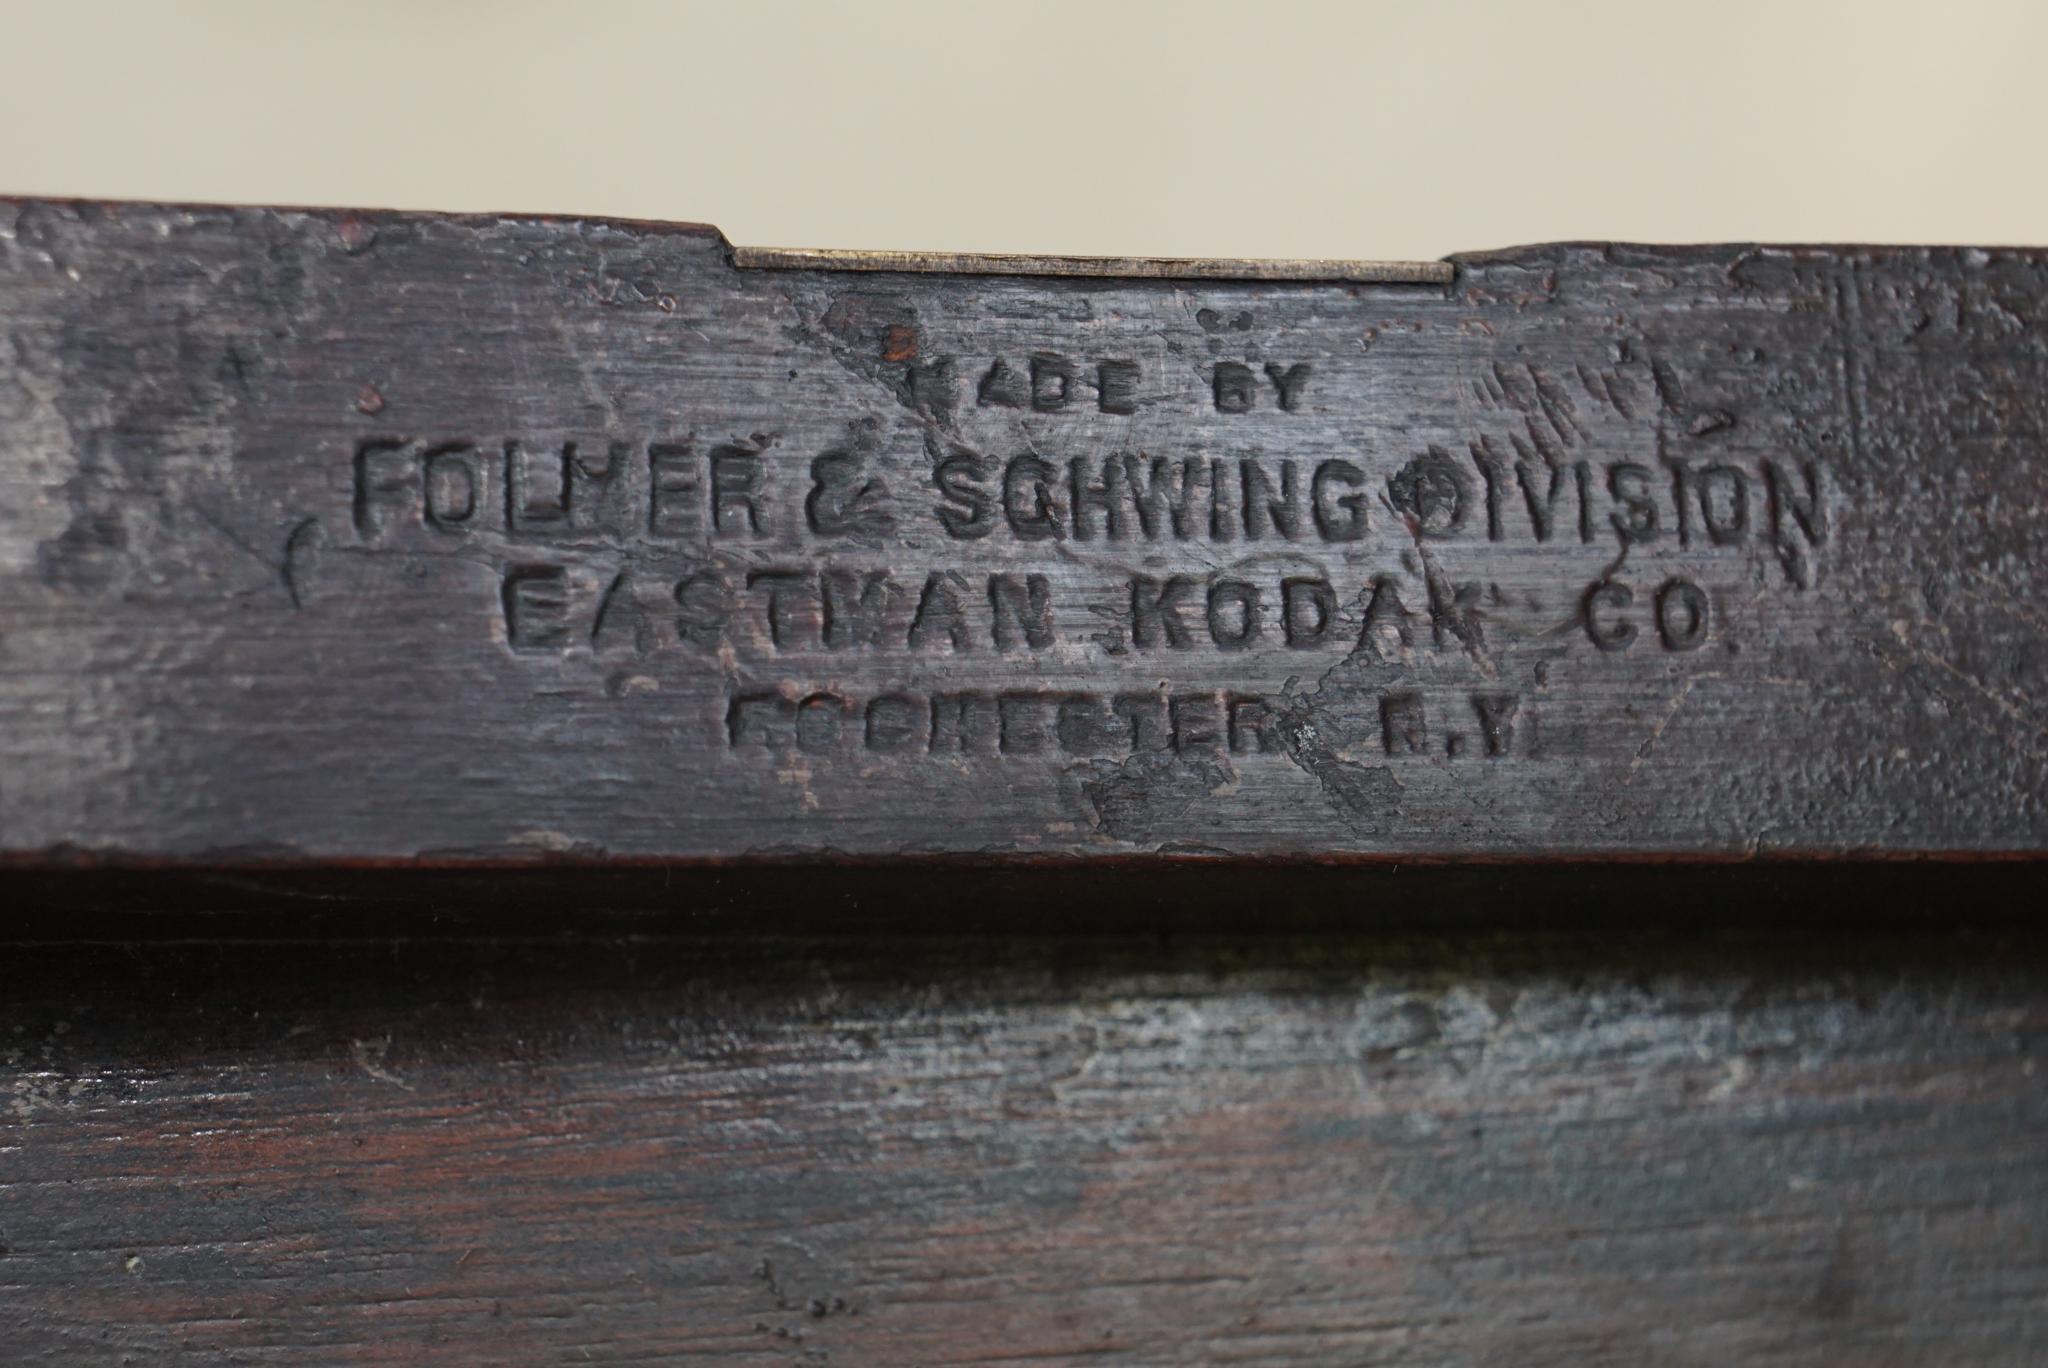 MADE BY
FOLMER & SCHWING DIVISION
EASTMAN KODAK CO.
ROCHESTER, N.Y.